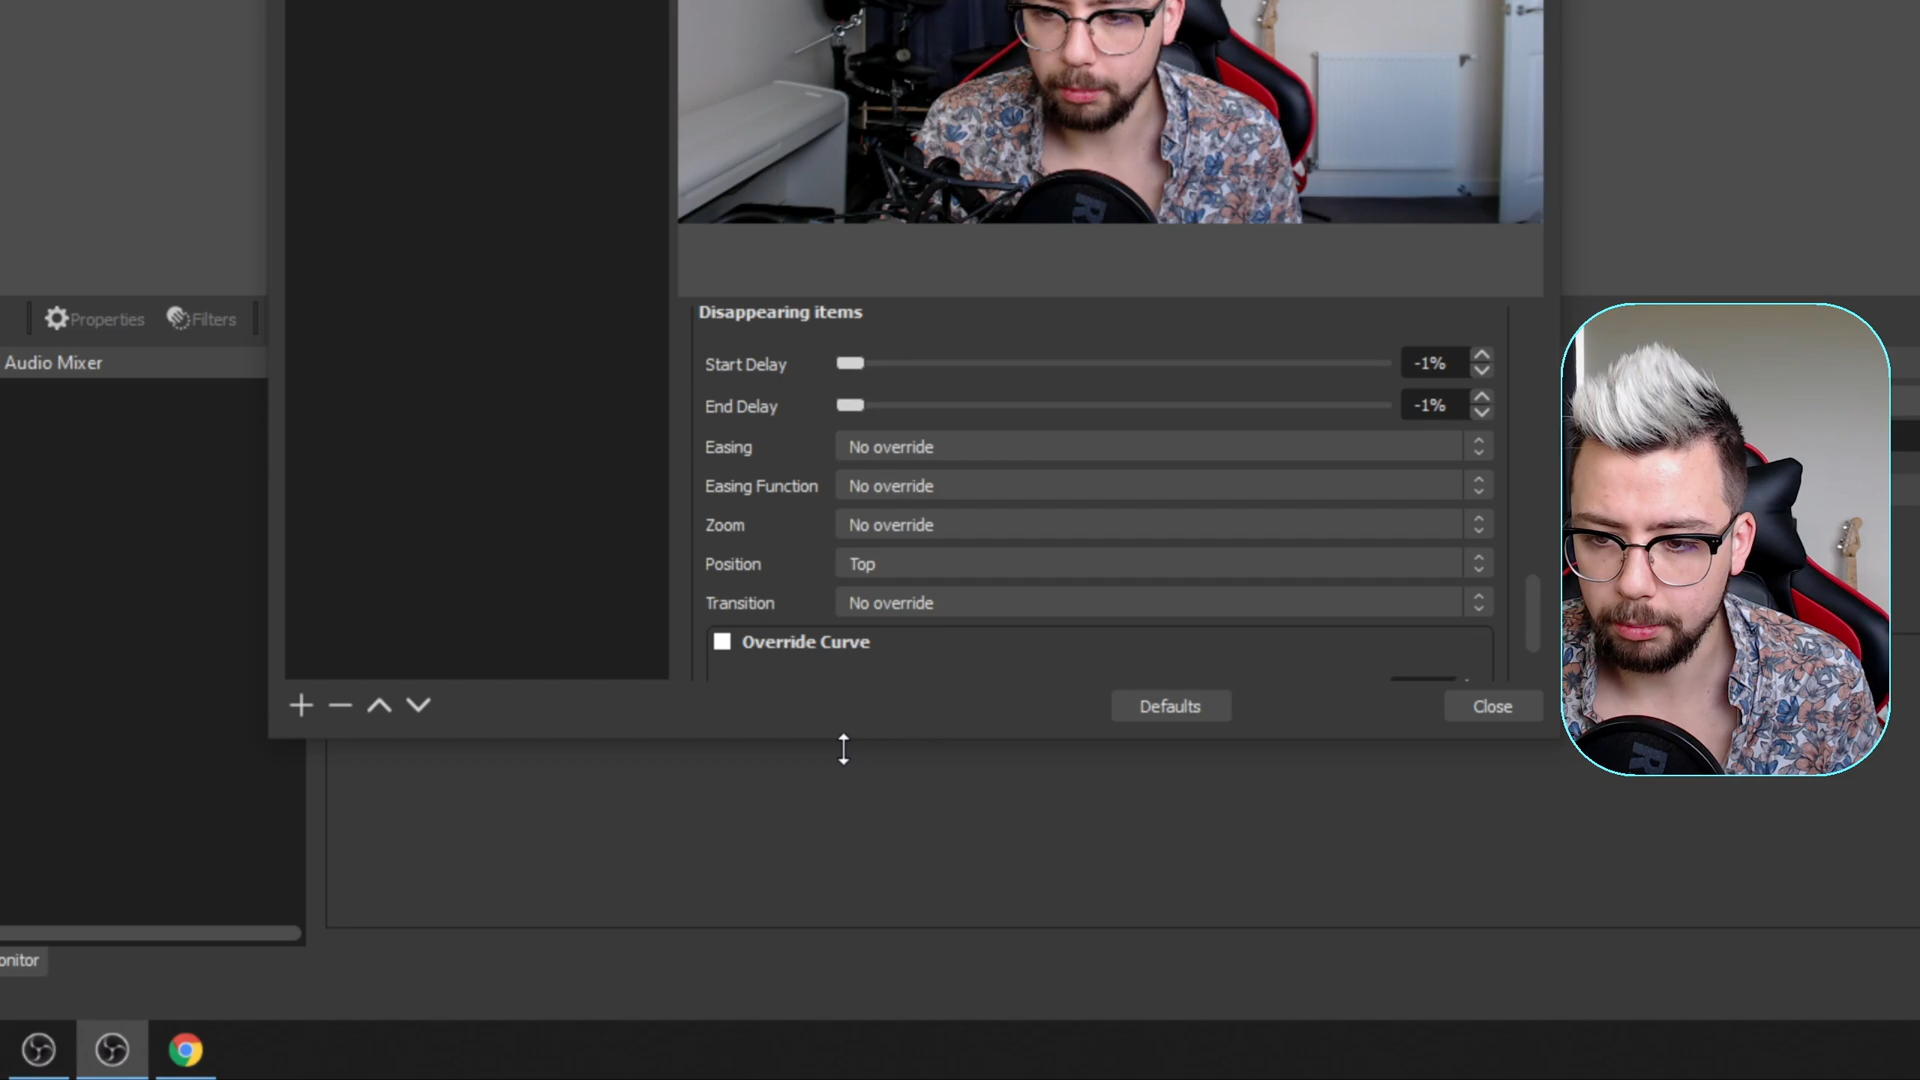 Disappearing items
Properties
Filters
Audio Mixer
Start Delay
-1%
End Delay
-1%
Easing
No override
Easing Function
No override
Zoom
No override
Position
Top
Transition
No override
Override Curve
Defaults
Close
onitor